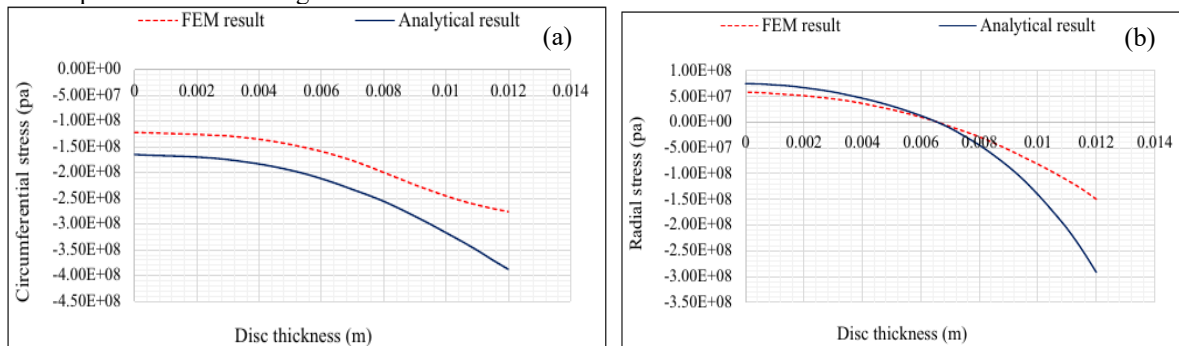 FEM result Analytical result
(a)
0.00E+00
0 0.002 0.004 0.006 0.008 0.01 0.012 0.014
-5.00E+07
-1.00E+08
-1.50E+08
-2.00E+08
-2.50E+08
-3.00E+08
-3.50E+08
-4.00E+08
-4.50E+08
Circumferential stress (pa)
Disc thickness (m)
FEM result Analytical result
(b)
1.00E+08
5.00E+07
0.00E+00
0 0.002 0.004 0.006 0.008 0.01 0.012 0.014
-5.00E+07
-1.00E+08
-1.50E+08
-2.00E+08
-2.50E+08
-3.00E+08
-3.50E+08
Radial stress (pa)
Disc thickness (m)